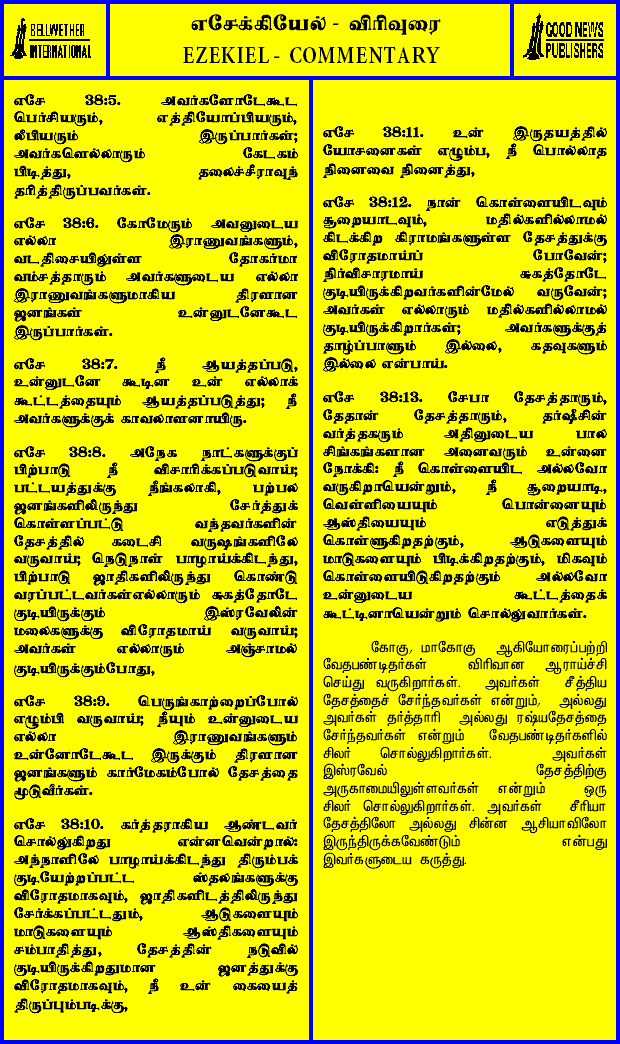 BELLWETHER
INTERNATIONAL
எசேக்கியேல் - விரிவுரை
EZEKIEL - COMMENTARY
GOOD NEWS
PUBLISHERS
எசே 38:5. அவர்களோடேகூட
பெர்சியரும், எத்தியோப்பியரும்,
லீபியரும் இருப்பார்கள்;
அவர்களெல்லாரும் கேடகம்
பிடித்து, தலைச்சீராவுந்
தரித்திருப்பவர்கள்.
எசே 38:6. கோமேரும் அவனுடைய
எல்லா இராணுவங்களும்,
வடதிசையிலுள்ள தோகர்மா
வம்சத்தாரும் அவர்களுடைய எல்லா
இராணுவங்களுமாகிய திரளான
ஜனங்கள் உன்னுடனேகூட
இருப்பார்கள்.
எசே 38:7. நீ ஆயத்தப்படு,
உன்னுடனே கூடின உன் எல்லாக்
கூட்டத்தையும் ஆயத்தப்படுத்து; நீ
அவர்களுக்குக் காவலாளனாயிரு.
எசே 38:8. அநேக நாட்களுக்குப்
பிற்பாடு நீ விசாரிக்கப்படுவாய்;
பட்டயத்துக்கு நீங்கலாகி, பற்பல
ஜனங்களிலிருந்து சேர்த்துக்
கொள்ளப்பட்டு வந்தவர்களின்
தேசத்தில் கடைசி வருஷங்களிலே
வருவாய்; நெடுநாள் பாழாய்க்கிடந்து,
பிற்பாடு ஜாதிகளிலிருந்து கொண்டு
வரப்பட்டவர்கள்எல்லாரும் சுகத்தோடே
குடியிருக்கும் இஸ்ரவேலின்
மலைகளுக்கு விரோதமாய் வருவாய்;
அவர்கள் எல்லாரும் அஞ்சாமல்
குடியிருக்கும்போது,
எசே 38:9. பெருங்காற்றைப்போல்
எழும்பி வருவாய்; நீயும் உன்னுடைய
எல்லா இராணுவங்களும்
உன்னோடேகூட இருக்கும் திரளான
ஜனங்களும் கார்மேகம்போல் தேசத்தை
மூடுவீர்கள்.
எசே 38:10. கர்த்தராகிய ஆண்டவர்
சொல்லுகிறது என்னவென்றால்:
அந்நாளிலே பாழாய்க்கிடந்து திரும்பக்
குடியேற்றப்பட்ட ஸ்தலங்களுக்கு
விரோதமாகவும், ஜாதிகளிடத்திலிருந்து
சேர்க்கப்பட்டதும், ஆடுகளையும்
மாடுகளையும் ஆஸ்திகளையும்
சம்பாதித்து, தேசத்தின் நடுவில்
குடியிருக்கிறதுமான ஜனத்துக்கு
விரோதமாகவும், நீ உன் கையைத்
திருப்பும்படிக்கு,
எசே 38:11. உன் இருதயத்தில்
யோசனைகள் எழும்ப, நீ பொல்லாத
நினைவை நினைத்து,
எசே 38:12. நான் கொள்ளையிடவும்
சூறையாடவும், மதில்களில்லாமல்
கிடக்கிற கிராமங்களுள்ள தேசத்துக்கு
விரோதமாய்ப் போவேன்;
நிர்விசாரமாய் சுகத்தோடே
குடியிருக்கிறவர்களின்மேல் வருவேன்;
அவர்கள் எல்லாரும் மதில்களில்லாமல்
குடியிருக்கிறார்கள்; அவர்களுக்குத்
தாழ்ப்பாளும் இல்லை, கதவுகளும்
இல்லை என்பாய்.
எசே 38:13. சேபா தேசத்தாரும்,
தேதான் தேசத்தாரும், தர்ஷீசின்
வர்த்தகரும் அதினுடைய பால
சிங்கங்களான அனைவரும் உன்னை
நோக்கி: நீ கொள்ளையிட அல்லவோ
வருகிறாயென்றும், நீ சூறையாடி,
வெள்ளியையும் பொன்னையும்
ஆஸ்தியையும் எடுத்துக்
கொள்ளுகிறதற்கும், ஆடுகளையும்
மாடுகளையும் பிடிக்கிறதற்கும், மிகவும்
கொள்ளையிடுகிறதற்கும் அல்லவோ
உன்னுடைய கூட்டத்தைக்
கூட்டினாயென்றும் சொல்லுவார்கள்.
கோகு, மாகோகு ஆகியோரைப்பற்றி
வேதபண்டிதர்கள் விரிவான ஆராய்ச்சி
செய்து வருகிறார்கள். அவர்கள் சீத்திய
தேசத்தைச் சேர்ந்தவர்கள் என்றும், அல்லது
அவர்கள் தர்த்தாரி அல்லது ரஷ்யதேசத்தை
சேர்ந்தவர்கள் என்றும் வேதபண்டிதர்களில்
சிலர் சொல்லுகிறார்கள். அவர்கள்
இஸ்ரவேல் தேசத்திற்கு
அருகாமையிலுள்ளவர்கள் என்றும் ஒரு
சிலர் சொல்லுகிறார்கள். அவர்கள் சீரியா
தேசத்திலோ அல்லது சின்ன ஆசியாவிலோ
இருந்திருக்கவேண்டும் என்பது
இவர்களுடைய கருத்து.